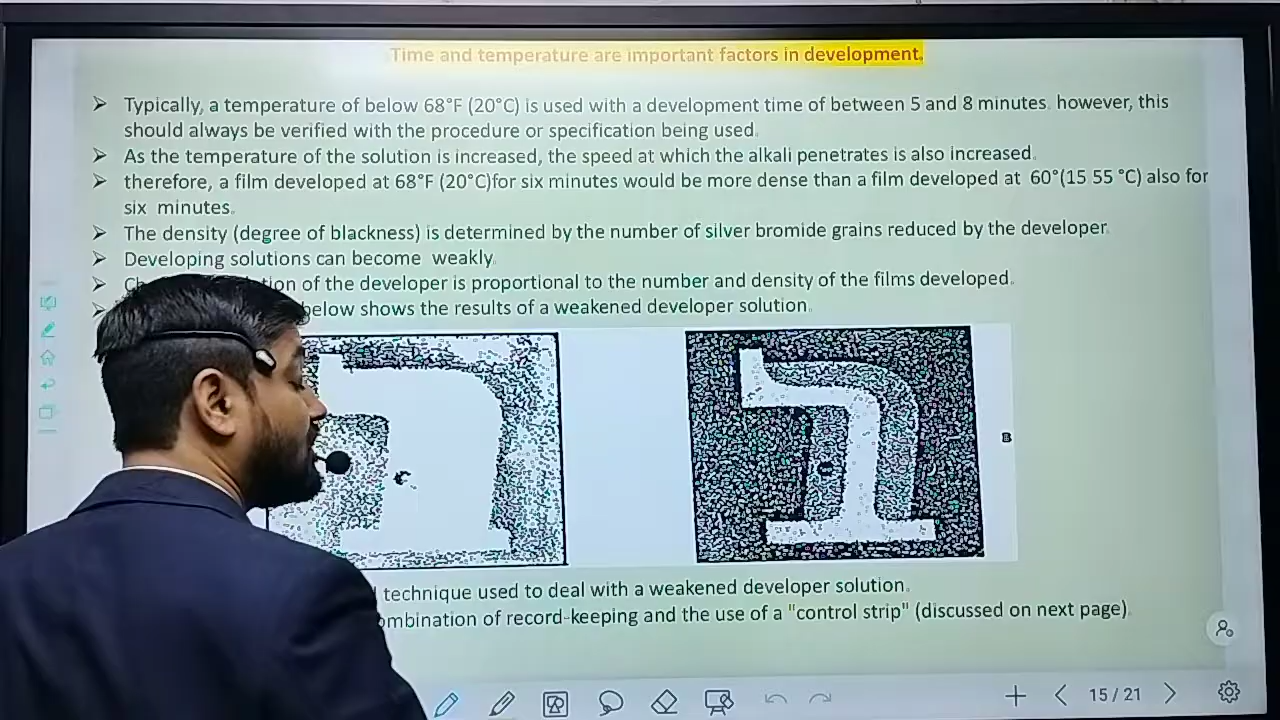 Time and temperature are important factors in development.
➢ Typically, a temperature of below 68°F (20°C) is used with a development time of between 5 and 8 minutes. however, this
should always be verified with the procedure or specification being used.
➢ As the temperature of the solution is increased, the speed at which the alkali penetrates is also increased.
➢ therefore, a film developed at 68°F (20°C)for six minutes would be more dense than a film developed at 60°(15 55 °C) also for
six minutes.
➢ The density (degree of blackness) is determined by the number of silver bromide grains reduced by the developer.
➢ Developing solutions can become weakly.
➢ of the developer is proportional to the number and density of the films developed.
➢ below shows the results of a weakened developer solution.
B
technique used to deal with a weakened developer solution.
of record-keeping and the use of a "control strip" (discussed on next page).
15 / 21